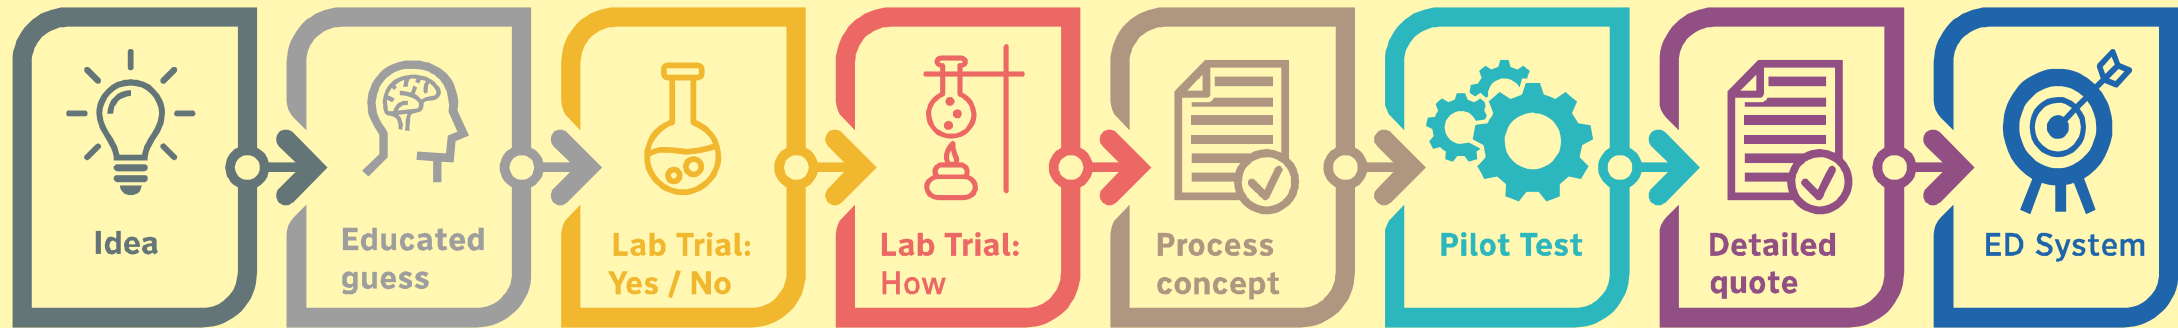 Idea
Educated
guess
Lab Trial:
Yes / No
Lab Trial:
How
Process
concept
Pilot Test
Detailed
quote
ED System